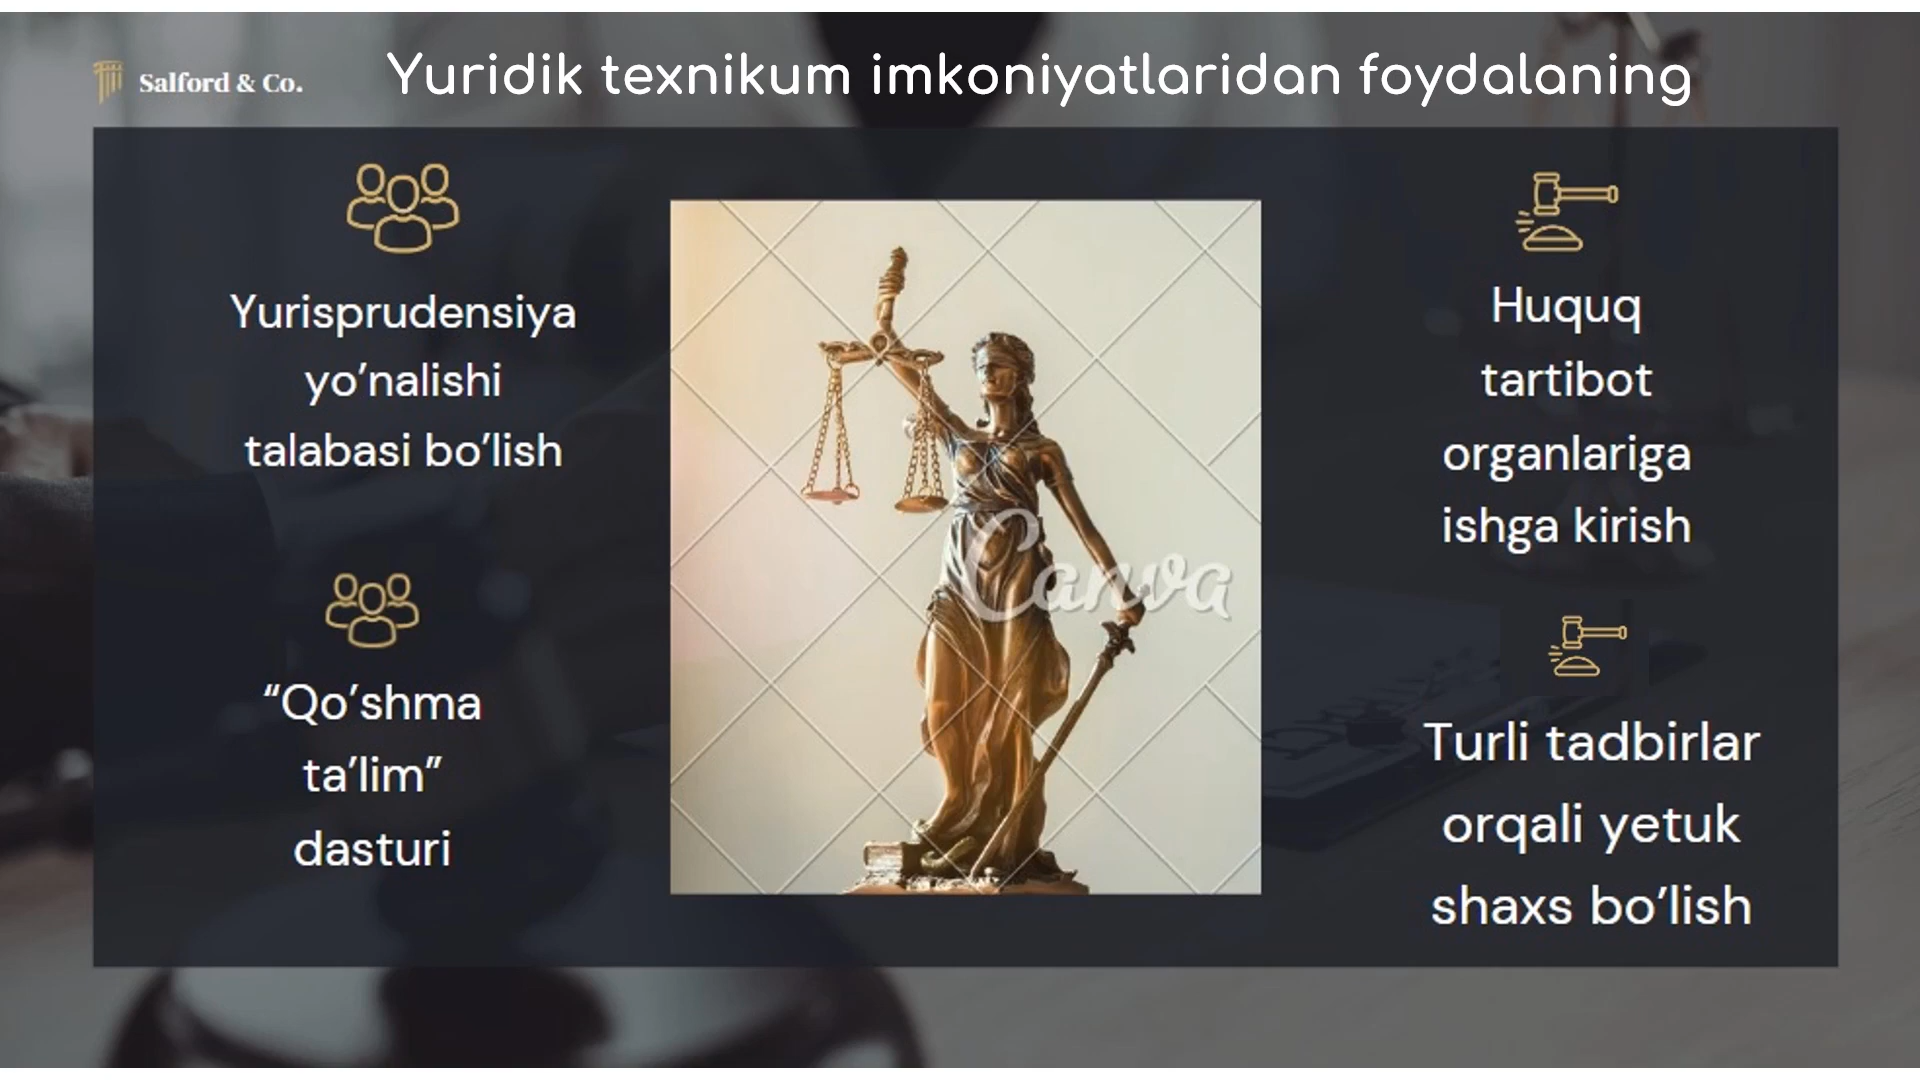 Salford & Co.
Yuridik texnikum imkoniyatlaridan foydalaning
Yurisprudensiya
yo’nalishi
talabasi bo’lish
“Qo’shma
ta’lim”
dasturi
Canva
Huquq
tartibot
organlariga
ishga kirish
Turli tadbirlar
orqali yetuk
shaxs bo’lish